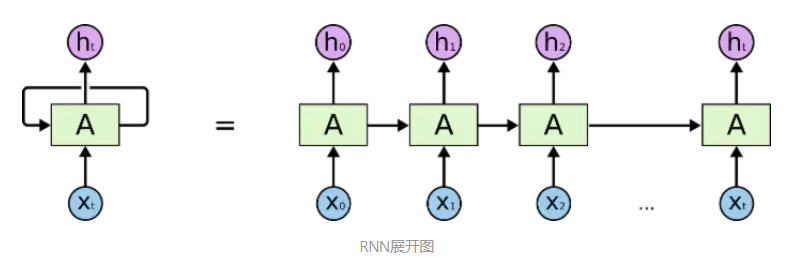 hₜ h₀ h₁ h₂ hₜ
A = A A A A
xₜ x₀ x₁ x₂ ... xₜ
RNN展开图